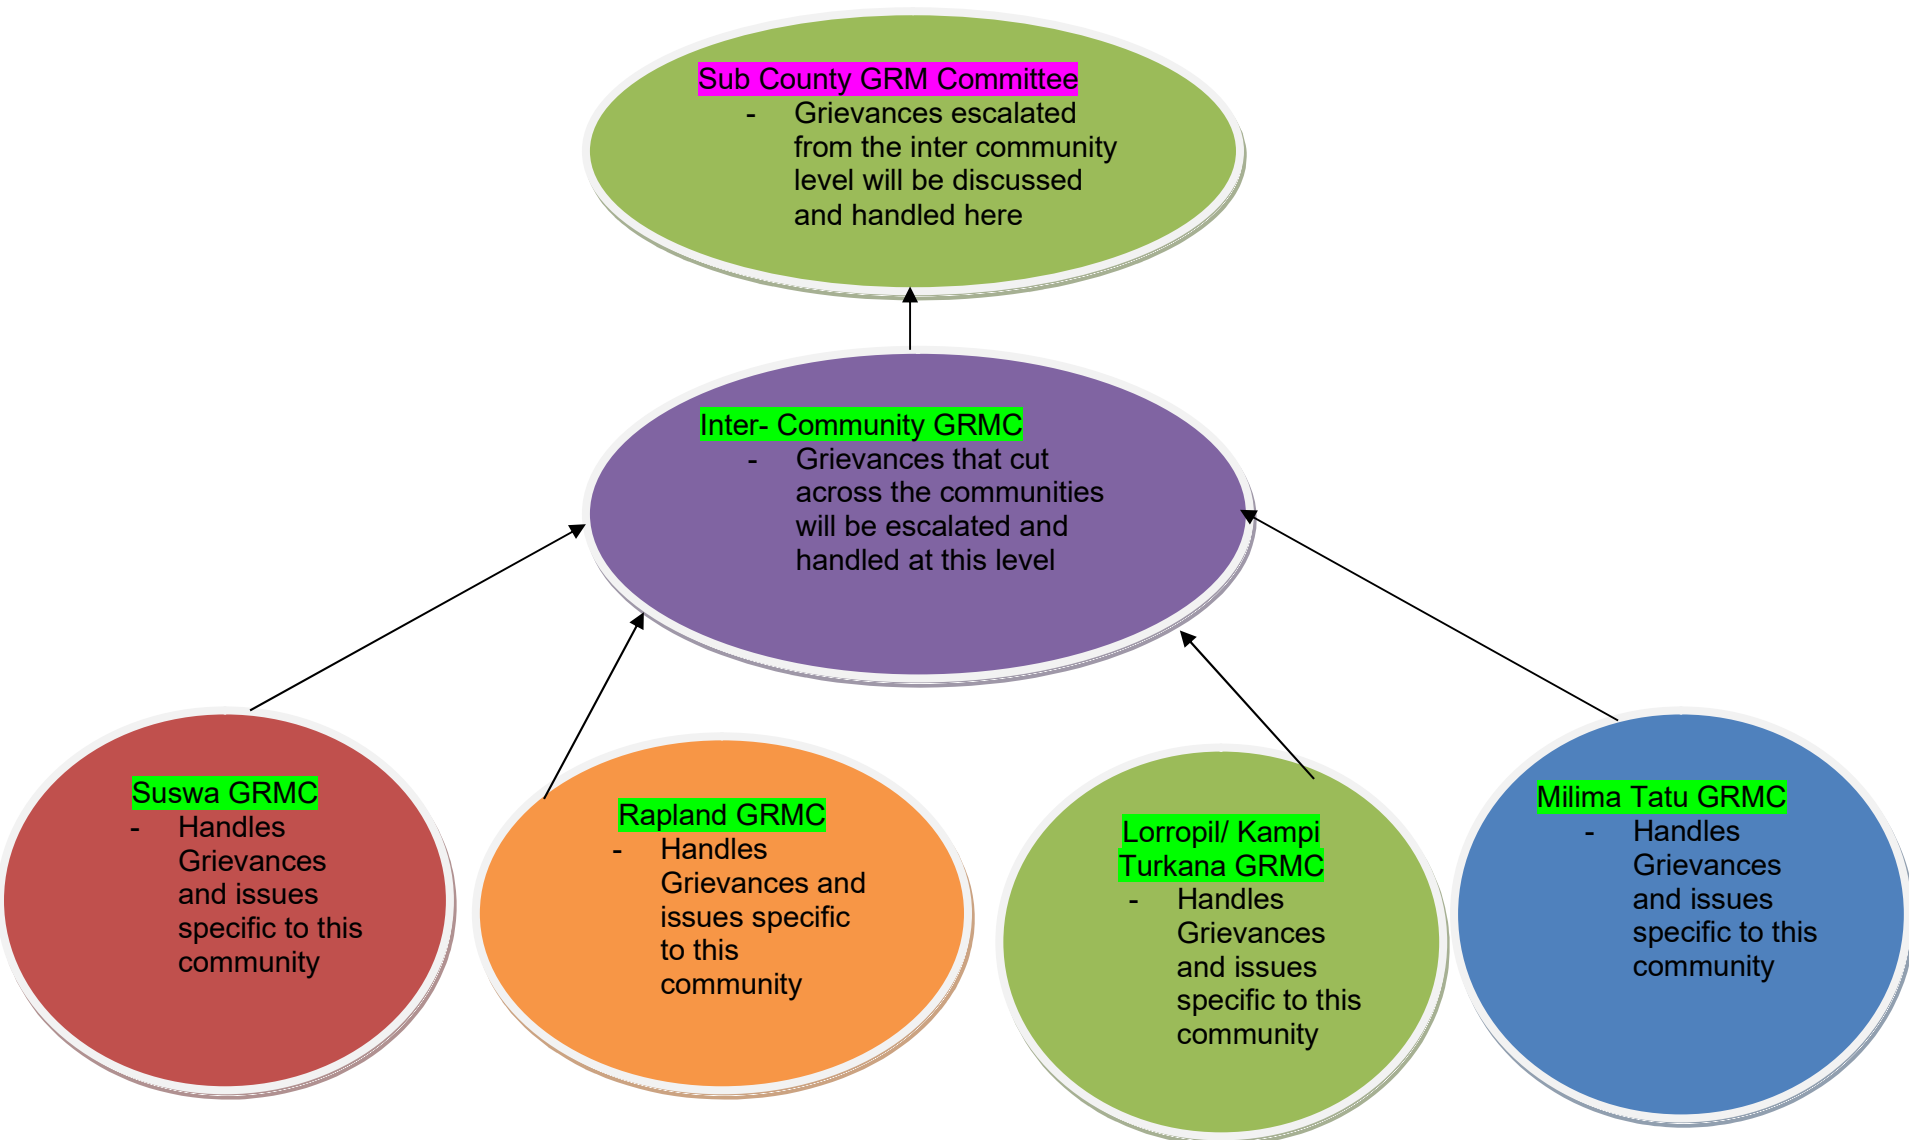 Sub County GRM Committee
- Grievances escalated
from the inter community
level will be discussed
and handled here
Inter- Community GRMC
- Grievances that cut
across the communities
will be escalated and
handled at this level
Suswa GRMC
- Handles
Grievances
and issues
specific to this
community
Rapland GRMC
- Handles
Grievances and
issues specific
to this
community
Lorropil/ Kampi
Turkana GRMC
- Handles
Grievances
and issues
specific to this
community
Milima Tatu GRMC
- Handles
Grievances
and issues
specific to this
community